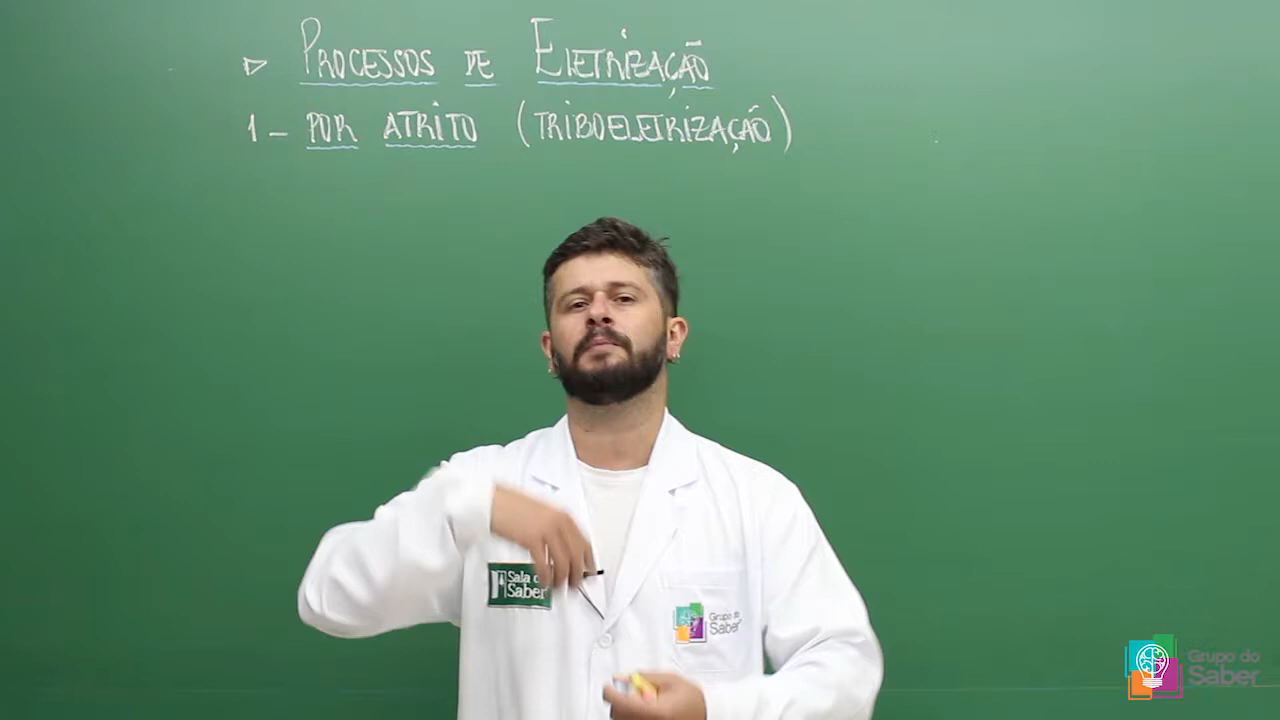 ▷ PROCESSOS DE ELETRIZAÇÃO
1 - POR ATRITO (TRIBOELETRIZAÇÃO)
Sala do
Saber
Grupo do
Saber
Grupo do
Saber